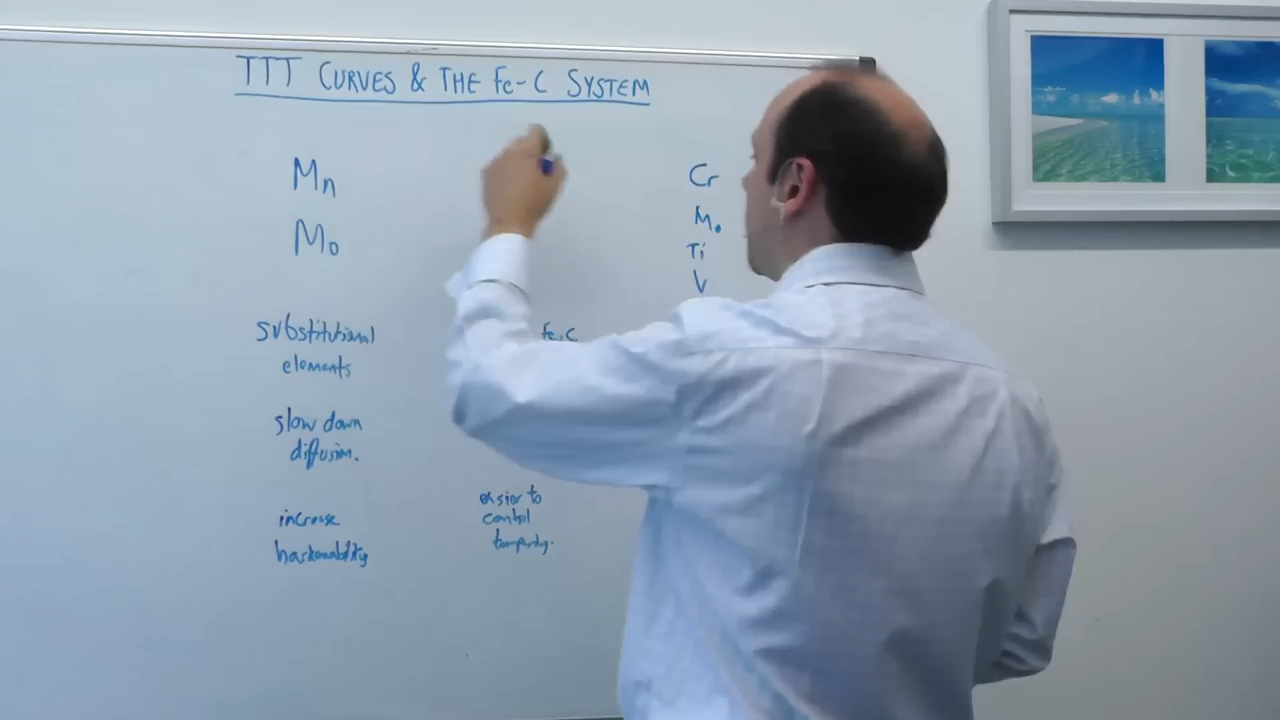 TTT CURVES & THE Fe-C SYSTEM
Mn
Mo
substitutional
elements
slow down
diffusion.
increase
hardenability
Fe3C
easier to
control
tempering.
Cr
Mo
Ti
V